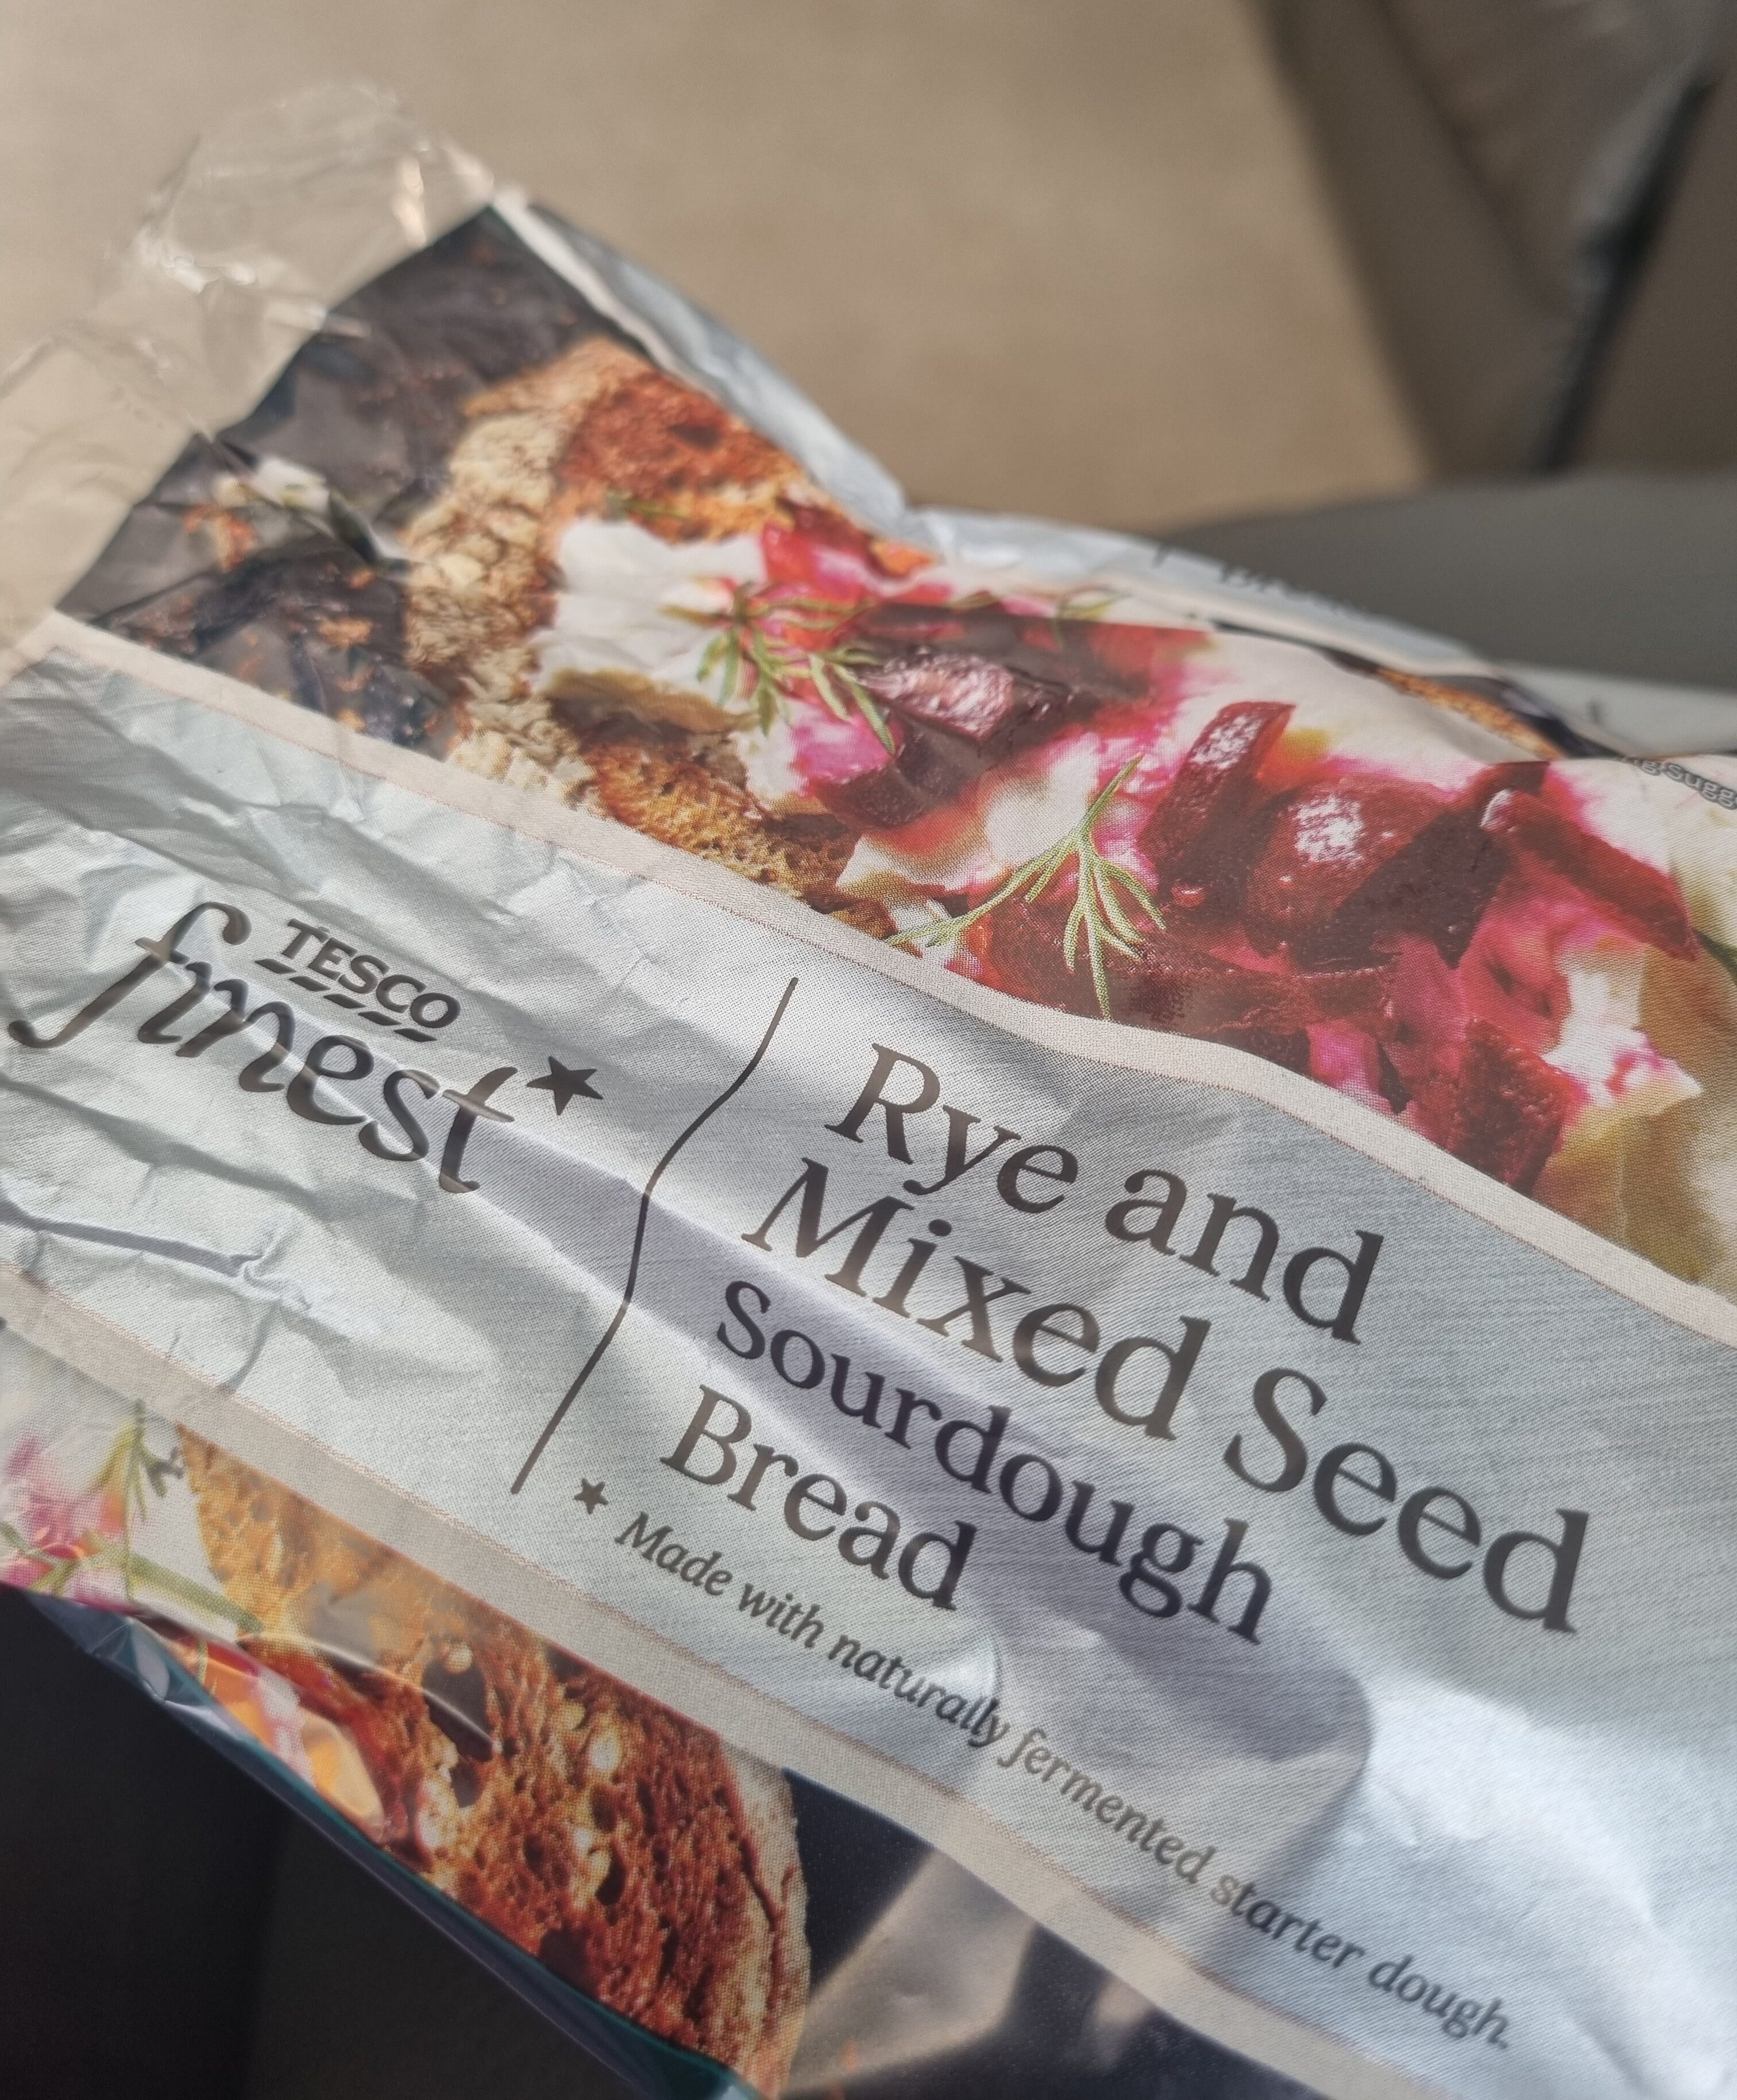 TESCO
finest
Rye and
Mixed Seed
Sourdough
Bread
Made with naturally fermented starter dough.